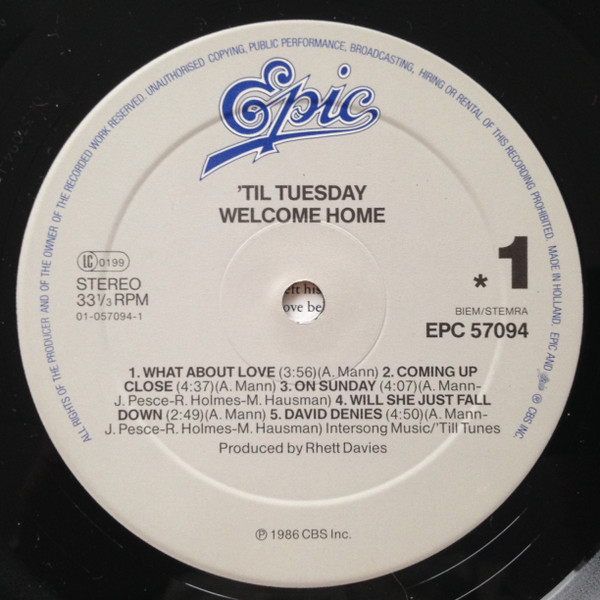 ALL RIGHTS OF THE PRODUCER AND OF THE OWNER OF THE RECORDED WORK RESERVED. UNAUTHORISED COPYING, PUBLIC PERFORMANCE, BROADCASTING, HIRING OR RENTAL OF THIS RECORDING PROHIBITED. MADE IN HOLLAND. EPIC AND ℗ CBS INC.
Epic
'TIL TUESDAY
WELCOME HOME
LC 0199
STEREO
33⅓ RPM
01-057094-1
* 1
BIEM/STEMRA
EPC 57094
eft his
ove be
1. WHAT ABOUT LOVE (3:56)(A. Mann) 2. COMING UP
CLOSE (4:37)(A. Mann) 3. ON SUNDAY (4:07)(A. Mann-
J. Pesce-R. Holmes-M. Hausman) 4. WILL SHE JUST FALL
DOWN (2:49)(A. Mann) 5. DAVID DENIES (4:50)(A. Mann-
J. Pesce-R. Holmes-M. Hausman) Intersong Music/'Till Tunes
Produced by Rhett Davies
℗ 1986 CBS Inc.